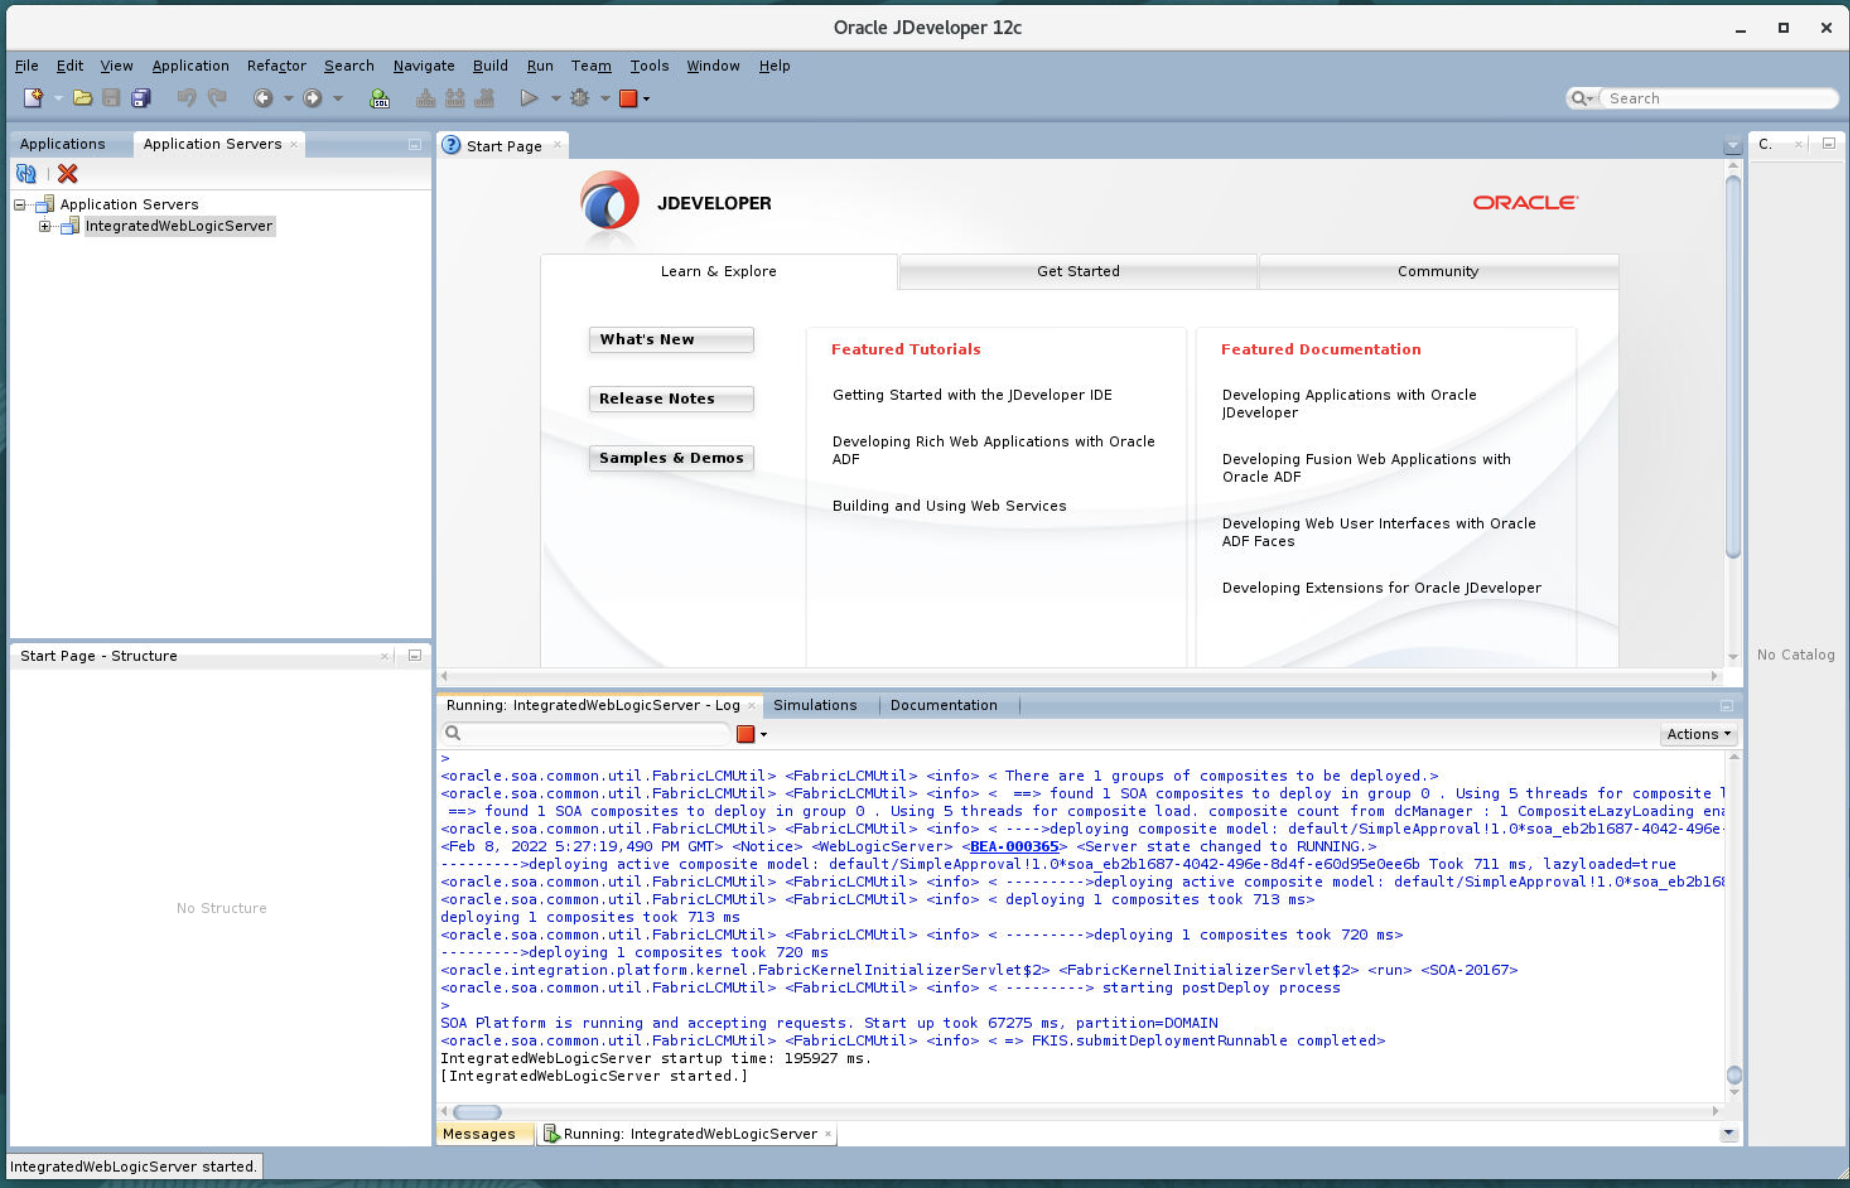 Oracle JDeveloper 12c
File Edit View Application Refactor Search Navigate Build Run Team Tools Window Help
Search
Applications
Application Servers
Application Servers
IntegratedWebLogicServer
Start Page
JDEVELOPER
ORACLE
Learn & Explore
Get Started
Community
What's New
Release Notes
Samples & Demos
Featured Tutorials
Getting Started with the JDeveloper IDE
Developing Rich Web Applications with Oracle
ADF
Building and Using Web Services
Featured Documentation
Developing Applications with Oracle
JDeveloper
Developing Fusion Web Applications with
Oracle ADF
Developing Web User Interfaces with Oracle
ADF Faces
Developing Extensions for Oracle JDeveloper
C.
No Catalog
Start Page - Structure
No Structure
Running: IntegratedWebLogicServer - Log
Simulations
Documentation
Actions
>
<oracle.soa.common.util.FabricLCMUtil> <FabricLCMUtil> <info> < There are 1 groups of composites to be deployed.>
<oracle.soa.common.util.FabricLCMUtil> <FabricLCMUtil> <info> <  ==> found 1 SOA composites to deploy in group 0 . Using 5 threads for composite l
==> found 1 SOA composites to deploy in group 0 . Using 5 threads for composite load. composite count from dcManager : 1 CompositeLazyLoading ena
<oracle.soa.common.util.FabricLCMUtil> <FabricLCMUtil> <info> < ---->deploying composite model: default/SimpleApproval!1.0*soa_eb2b1687-4042-496e-
<Feb 8, 2022 5:27:19,490 PM GMT> <Notice> <WebLogicServer> <BEA-000365> <Server state changed to RUNNING.>
--------->deploying active composite model: default/SimpleApproval!1.0*soa_eb2b1687-4042-496e-8d4f-e60d95e0ee6b Took 711 ms, lazyloaded=true
<oracle.soa.common.util.FabricLCMUtil> <FabricLCMUtil> <info> < --------->deploying active composite model: default/SimpleApproval!1.0*soa_eb2b168
<oracle.soa.common.util.FabricLCMUtil> <FabricLCMUtil> <info> < deploying 1 composites took 713 ms>
deploying 1 composites took 713 ms
<oracle.soa.common.util.FabricLCMUtil> <FabricLCMUtil> <info> < --------->deploying 1 composites took 720 ms>
--------->deploying 1 composites took 720 ms
<oracle.integration.platform.kernel.FabricKernelInitializerServlet$2> <FabricKernelInitializerServlet$2> <run> <SOA-20167>
<oracle.soa.common.util.FabricLCMUtil> <FabricLCMUtil> <info> < ---------> starting postDeploy process
>
SOA Platform is running and accepting requests. Start up took 67275 ms, partition=DOMAIN
<oracle.soa.common.util.FabricLCMUtil> <FabricLCMUtil> <info> < => FKIS.submitDeploymentRunnable completed>
IntegratedWebLogicServer startup time: 195927 ms.
[IntegratedWebLogicServer started.]
Messages
Running: IntegratedWebLogicServer
IntegratedWebLogicServer started.